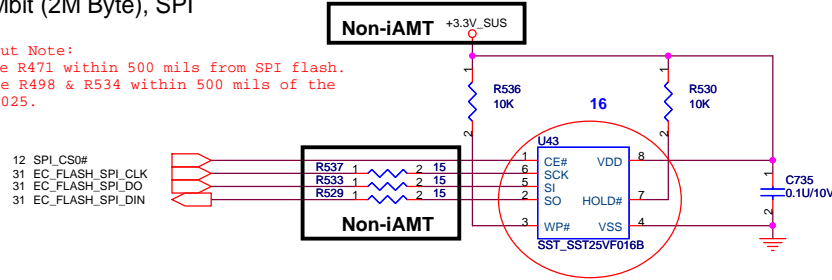 Mbit (2M Byte), SPI
Non-iAMT
+3.3V_SUS
ut Note:
e R471 within 500 mils from SPI flash.
e R498 & R534 within 500 mils of the
025.
1
R536
10K
2
16
1
R530
10K
2
U43
12 SPI_CS0#
31 EC_FLASH_SPI_CLK
31 EC_FLASH_SPI_DO
31 EC_FLASH_SPI_DIN
R537 1 2 15
R533 1 2 15
R529 1 2 15
Non-iAMT
1 CE# VDD 8
6 SCK
5 SI
2 SO HOLD# 7
3 WP# VSS 4
SST_SST25VF016B
1
C735
0.1U/10V
2